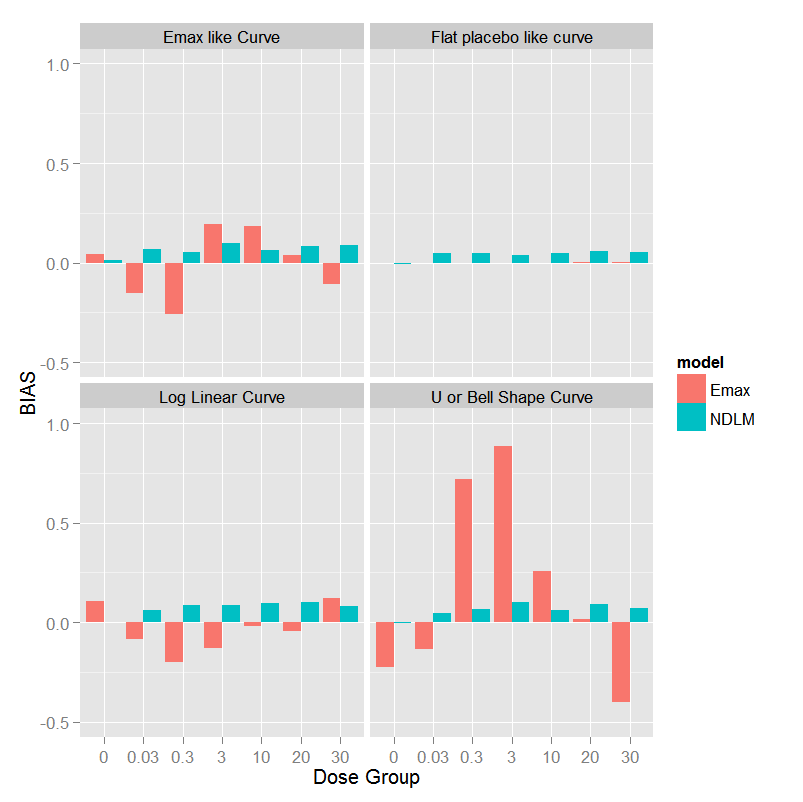 Emax like Curve
Flat placebo like curve
1.0
0.5
0.0
-0.5
Log Linear Curve
U or Bell Shape Curve
1.0
0.5
0.0
-0.5
0 0.03 0.3 3 10 20 30
0 0.03 0.3 3 10 20 30
Dose Group
BIAS
model
Emax
NDLM